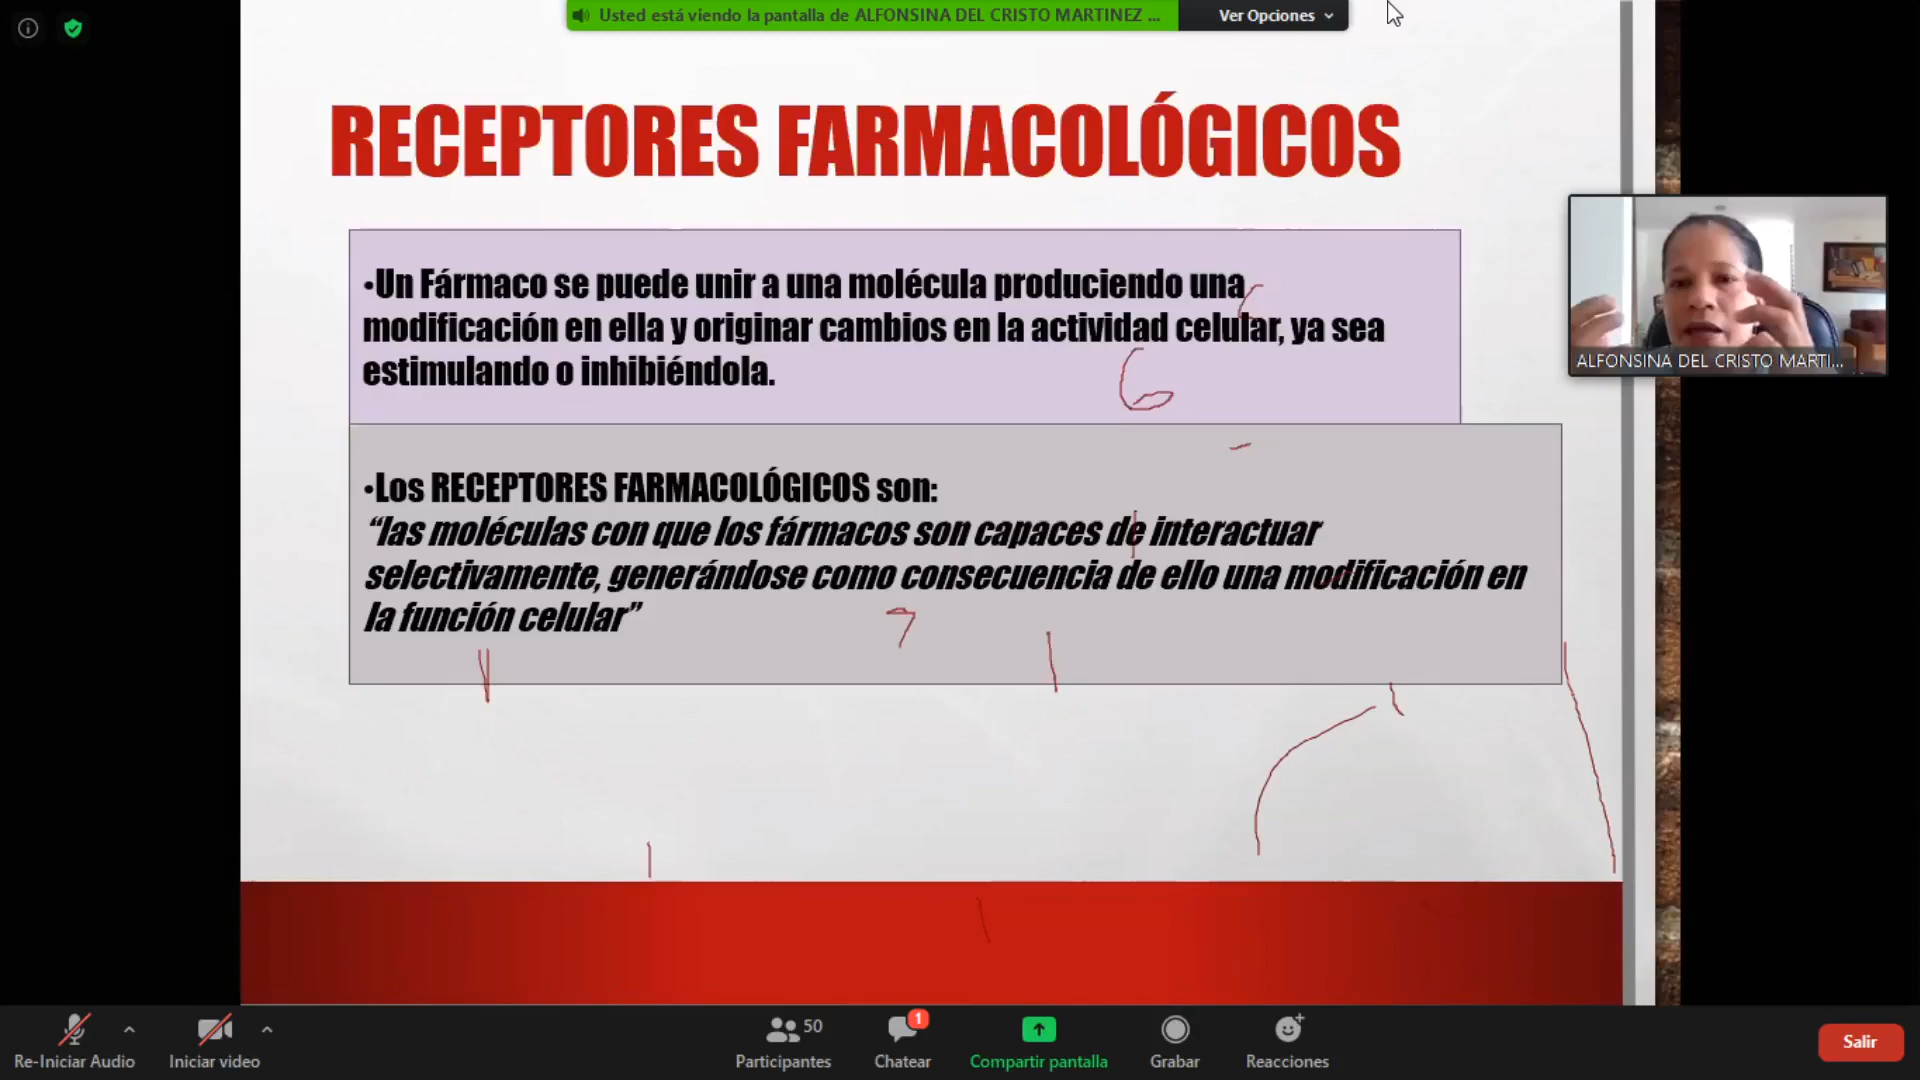 Usted está viendo la pantalla de ALFONSINA DEL CRISTO MARTINEZ ...
Ver Opciones
RECEPTORES FARMACOLÓGICOS
•Un Fármaco se puede unir a una molécula produciendo una
modificación en ella y originar cambios en la actividad celular, ya sea
estimulando o inhibiéndola.
ALFONSINA DEL CRISTO MARTI...
•Los RECEPTORES FARMACOLÓGICOS son:
“las moléculas con que los fármacos son capaces de interactuar
selectivamente, generándose como consecuencia de ello una modificación en
la función celular”
50
1
Re-Iniciar Audio
Iniciar video
Participantes
Chatear
Compartir pantalla
Grabar
Reacciones
Salir